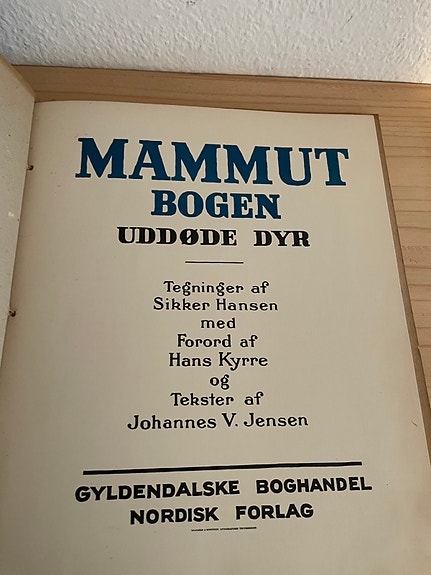 MAMMUT
BOGEN
UDDØDE DYR
Tegninger af
Sikker Hansen
med
Forord af
Hans Kyrre
og
Tekster af
Johannes V. Jensen
GYLDENDALSKE BOGHANDEL
NORDISK FORLAG